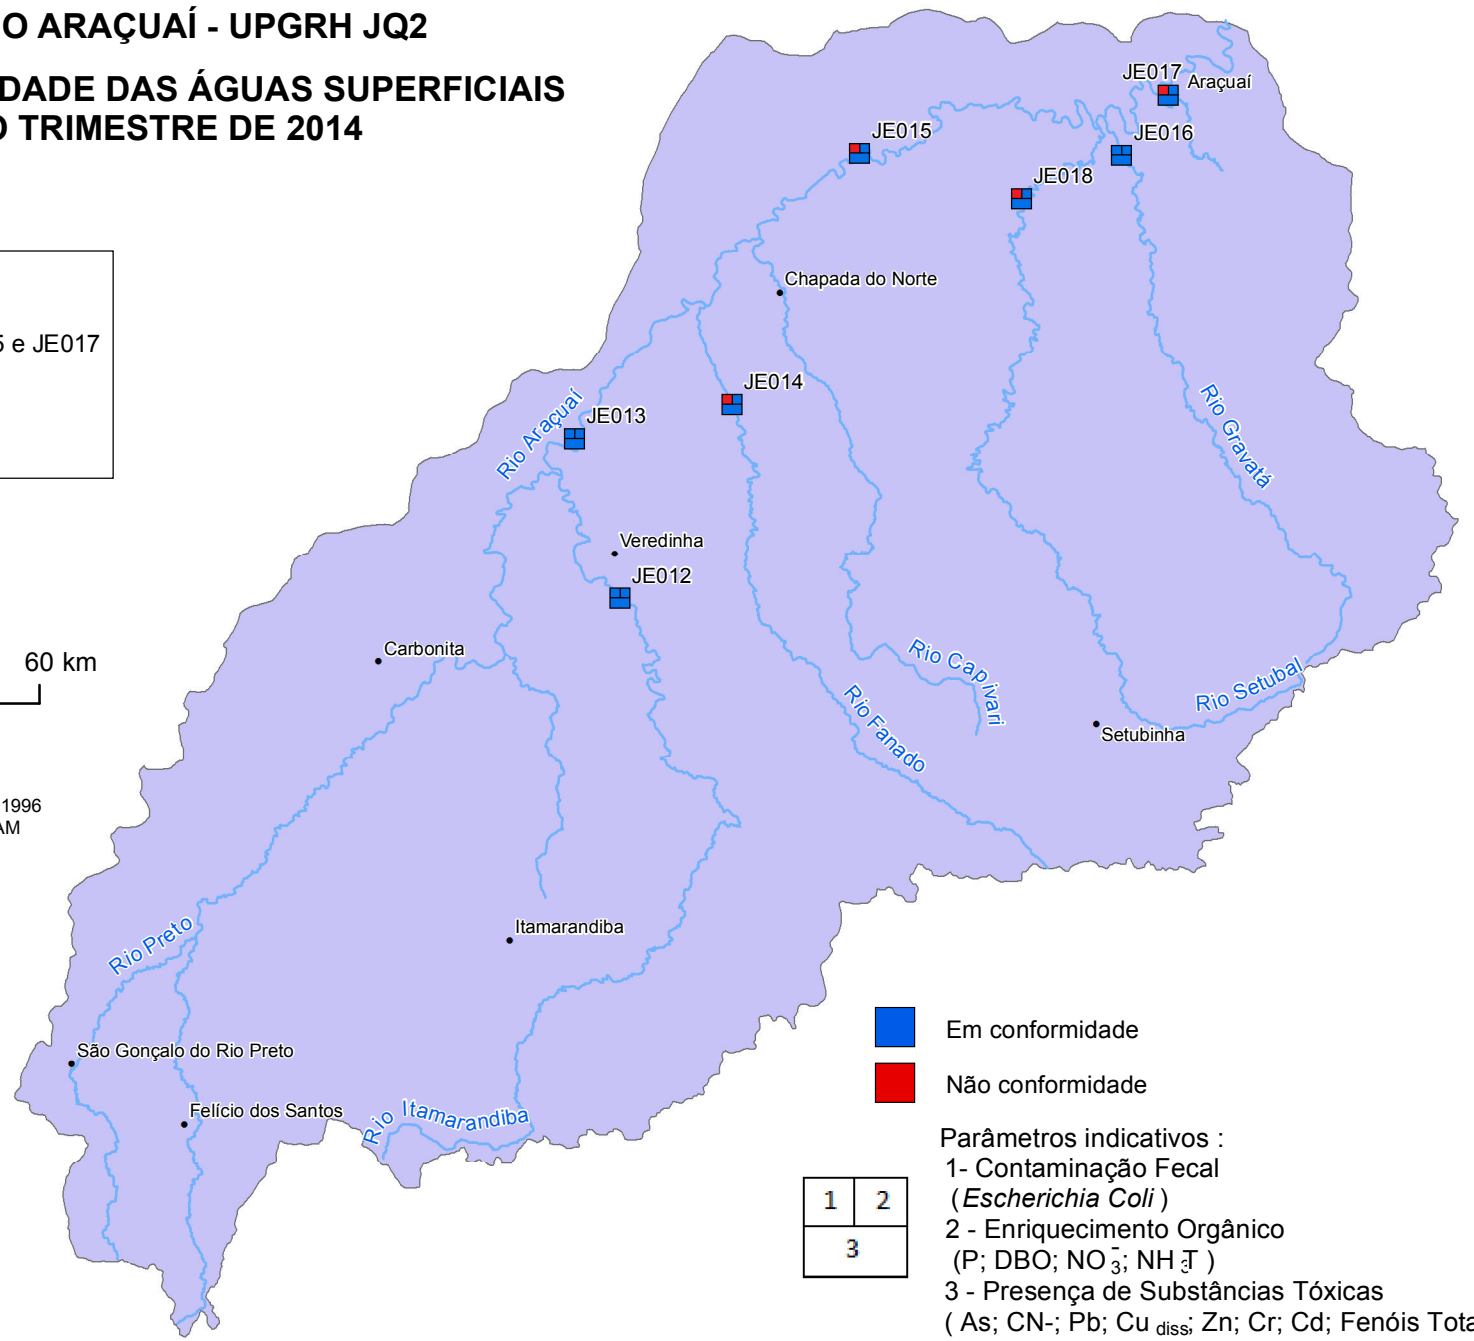 O ARAÇUAÍ - UPGRH JQ2
DADE DAS ÁGUAS SUPERFICIAIS
O TRIMESTRE DE 2014
JE017
Araçuaí
JE015
JE016
JE018
Chapada do Norte
5 e JE017
JE014
Rio Araçuaí
JE013
Rio Gravatá
Veredinha
JE012
Carbonita
60 km
Rio Capivari
Rio Setubal
Rio Fanado
Setubinha
1996
AM
Itamarandiba
Rio Preto
Em conformidade
São Gonçalo do Rio Preto
Não conformidade
Felício dos Santos
Rio Itamarandiba
Parâmetros indicativos :
1- Contaminação Fecal
(Escherichia Coli )
2 - Enriquecimento Orgânico
(P; DBO; NO₃⁻; NH₃T )
3 - Presença de Substâncias Tóxicas
( As; CN-; Pb; Cu diss; Zn; Cr; Cd; Fenóis Tota
1 2
3